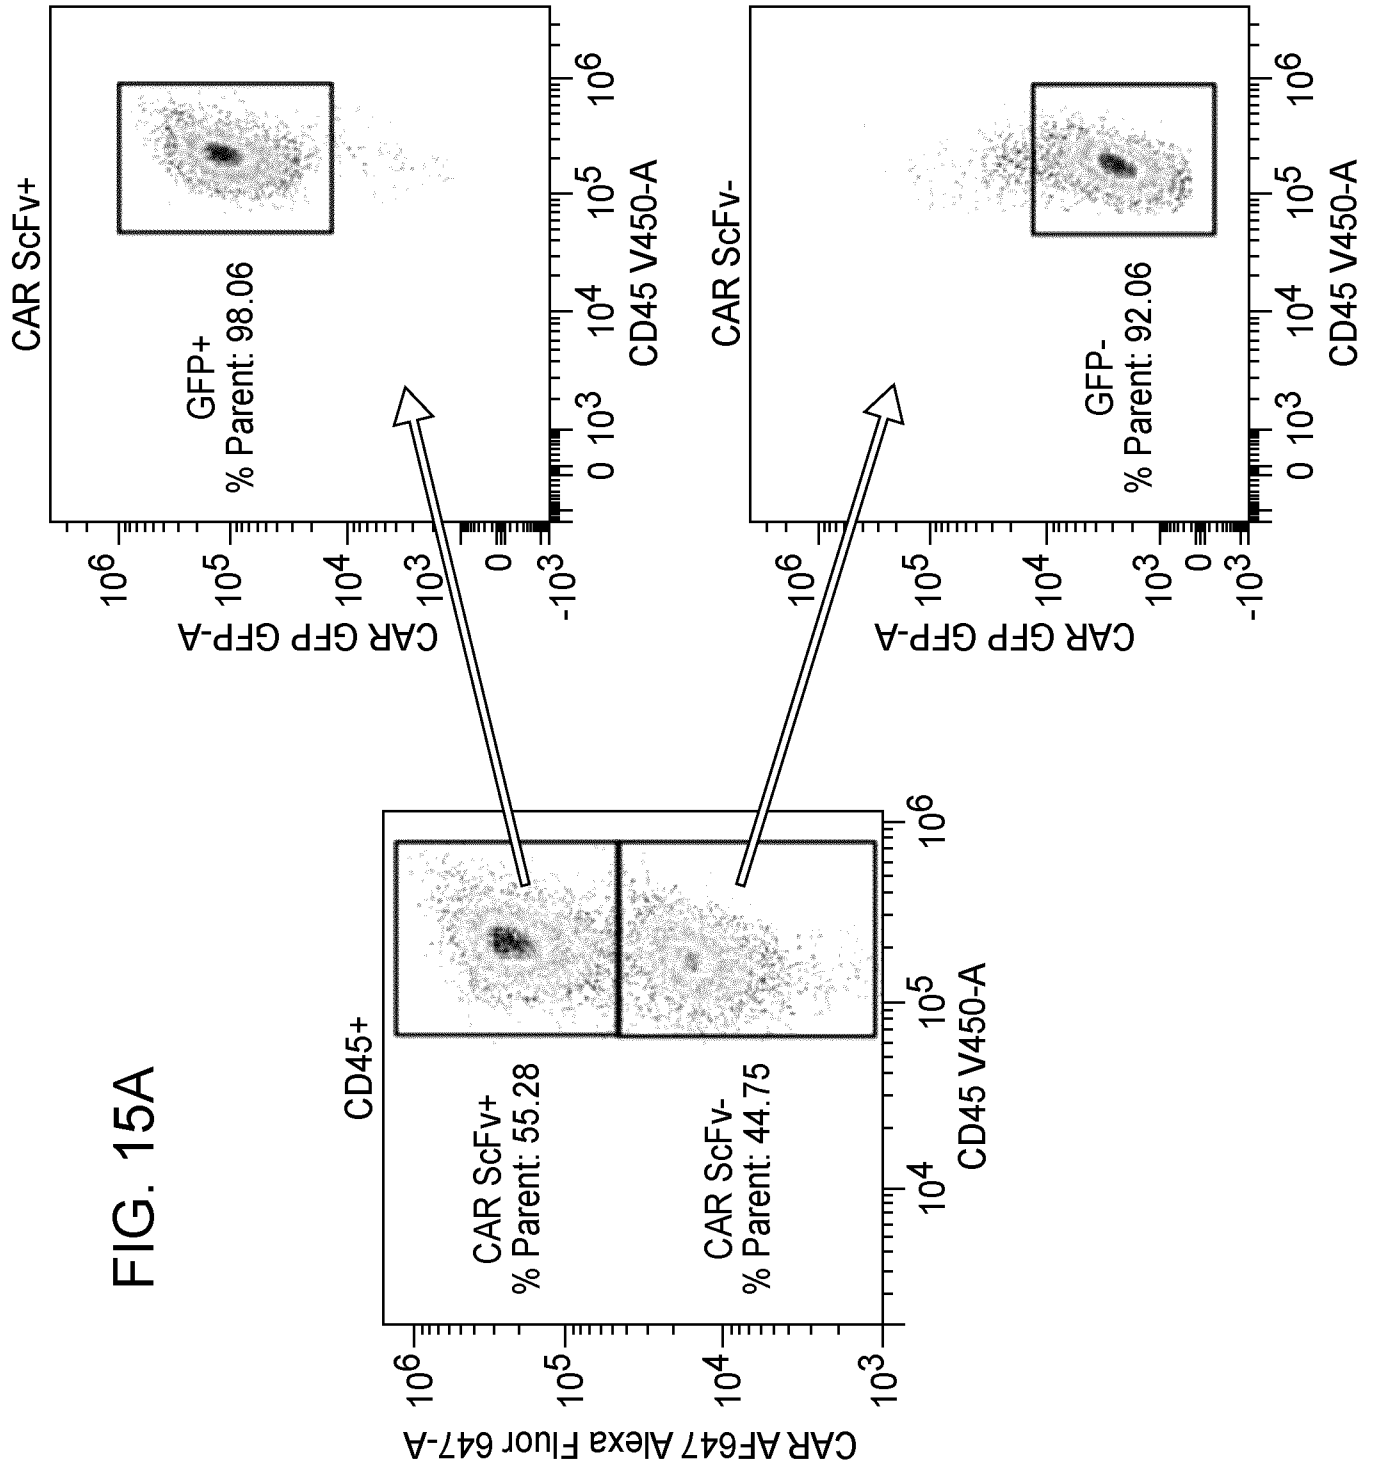 FIG. 15A
CD45+
CAR AF647 Alexa Fluor 647-A
10^6
10^5
10^4
10^3
CAR ScFv+
% Parent: 55.28
CAR ScFv-
% Parent: 44.75
10^4
10^5
10^6
CD45 V450-A
CAR ScFv+
CAR GFP GFP-A
10^6
10^5
10^4
10^3
0
-10^3
GFP+
% Parent: 98.06
0
10^3
10^4
10^5
10^6
CD45 V450-A
CAR ScFv-
CAR GFP GFP-A
10^6
10^5
10^4
10^3
0
-10^3
GFP-
% Parent: 92.06
0
10^3
10^4
10^5
10^6
CD45 V450-A